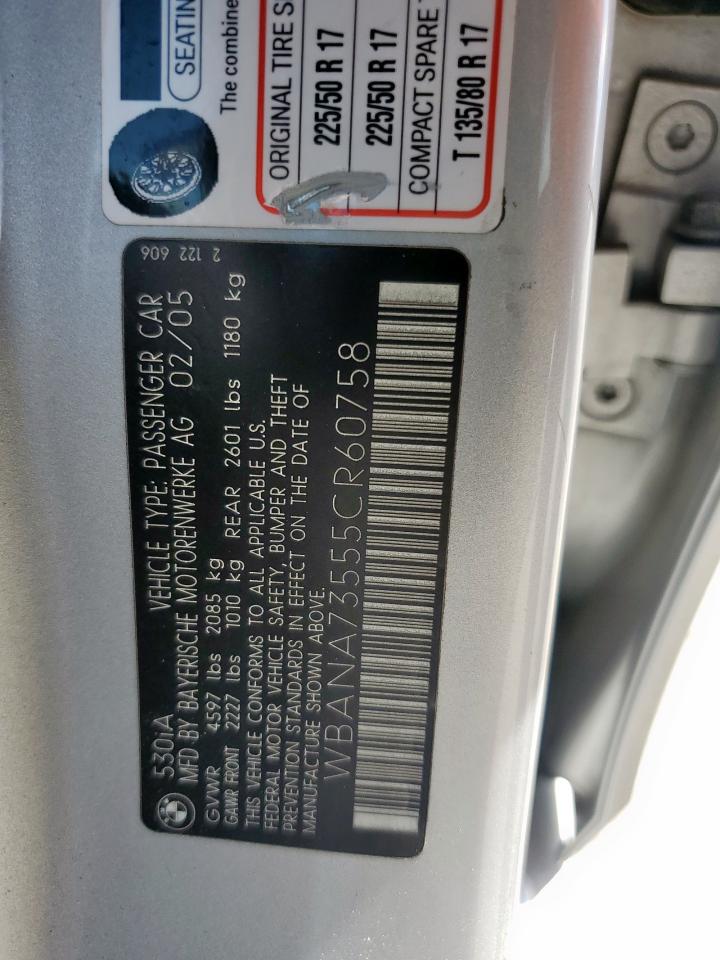 SEATIN
The combine
ORIGINAL TIRE S
225/50 R 17
225/50 R 17
COMPACT SPARE
T 135/80 R 17
2 122 606
BMW
530iA VEHICLE TYPE: PASSENGER CAR
MFD BY BAYERISCHE MOTORENWERKE AG 02/05
GVWR 4597 lbs 2085 kg
GAWR FRONT 2227 lbs 1010 kg REAR 2601 lbs 1180 kg
THIS VEHICLE CONFORMS TO ALL APPLICABLE U.S.
FEDERAL MOTOR VEHICLE SAFETY, BUMPER AND THEFT
PREVENTION STANDARDS IN EFFECT ON THE DATE OF
MANUFACTURE SHOWN ABOVE.
WBANA73555CR60758